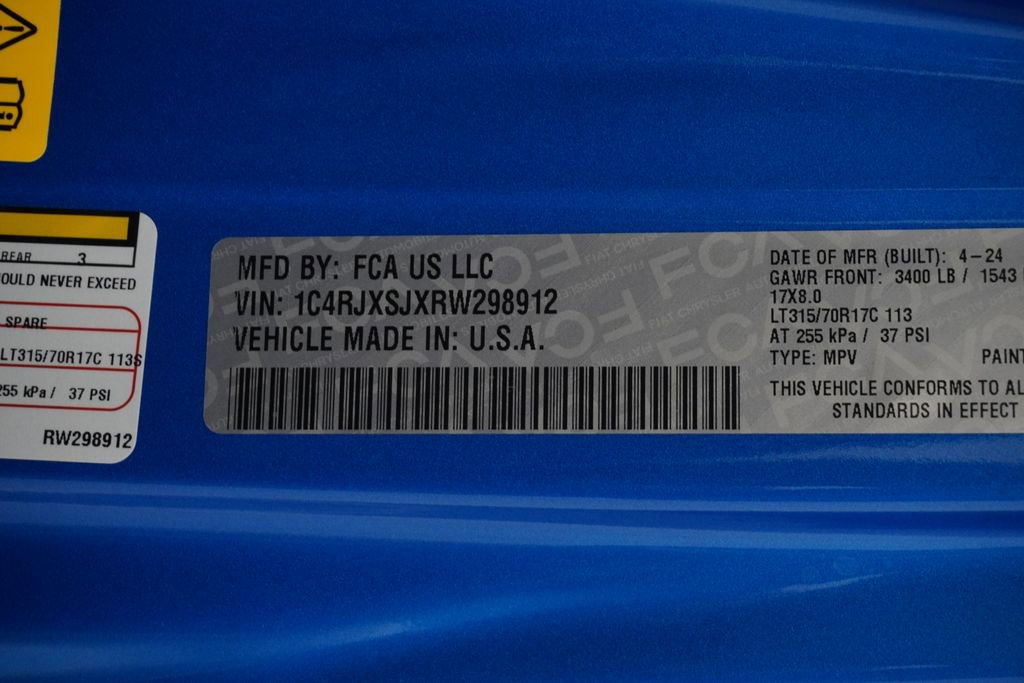 REAR 3
OULD NEVER EXCEED
SPARE
LT315/70R17C 113S
255 kPa / 37 PSI
RW298912
MFD BY: FCA US LLC
VIN: 1C4RJXSJXRW298912
VEHICLE MADE IN: U.S.A.
DATE OF MFR (BUILT): 4-24
GAWR FRONT: 3400 LB / 1543
17X8.0
LT315/70R17C 113
AT 255 kPa / 37 PSI
TYPE: MPV PAINT
THIS VEHICLE CONFORMS TO AL
STANDARDS IN EFFECT